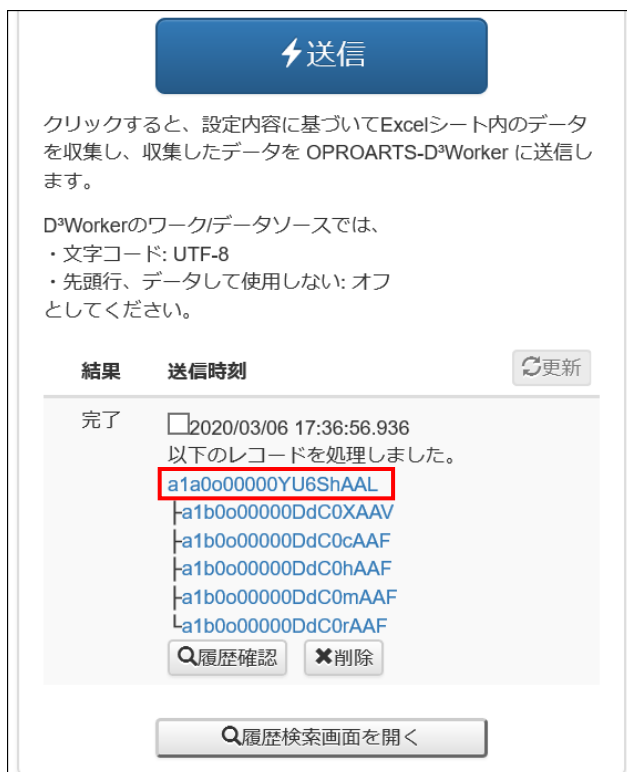 送信
クリックすると、設定内容に基づいてExcelシート内のデータ
を収集し、収集したデータを OPROARTS-D³Worker に送信し
ます。
D³Workerのワーク/データソースでは、
・文字コード: UTF-8
・先頭行、データして使用しない: オフ
としてください。
結果 送信時刻 更新
完了 2020/03/06 17:36:56.936
以下のレコードを処理しました。
a1a0o00000YU6ShAAL
├a1b0o00000DdC0XAAV
├a1b0o00000DdC0cAAF
├a1b0o00000DdC0hAAF
├a1b0o00000DdC0mAAF
└a1b0o00000DdC0rAAF
履歴確認 削除
履歴検索画面を開く